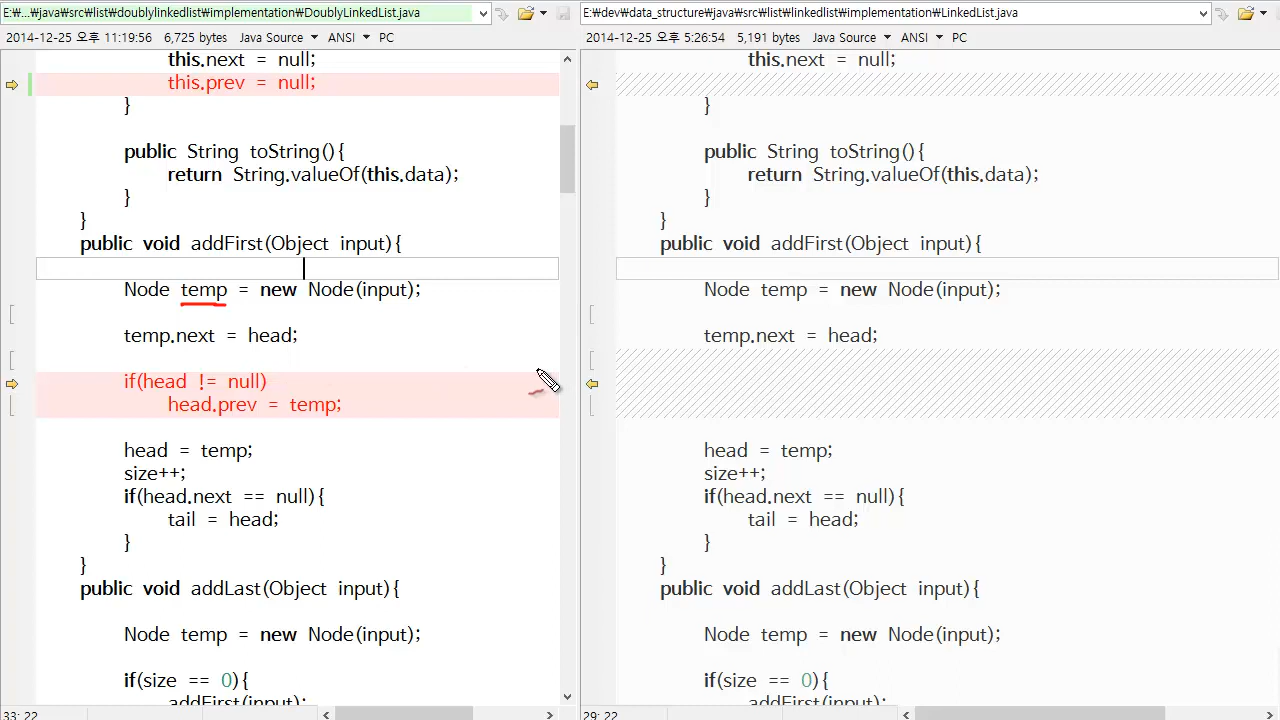 E:₩...₩java₩src₩list₩doublylinkedlist₩implementation₩DoublyLinkedList.java
2014-12-25 오후 11:19:56 6,725 bytes Java Source ANSI PC
this.next = null;
this.prev = null;
}
public String toString(){
return String.valueOf(this.data);
}
}
public void addFirst(Object input){
Node temp = new Node(input);
temp.next = head;
if(head != null)
head.prev = temp;
head = temp;
size++;
if(head.next == null){
tail = head;
}
}
public void addLast(Object input){
Node temp = new Node(input);
if(size == 0){
addFirst(input);
33: 22
E:₩dev₩data_structure₩java₩src₩list₩linkedlist₩implementation₩LinkedList.java
2014-12-25 오후 5:26:54 5,191 bytes Java Source ANSI PC
this.next = null;
}
public String toString(){
return String.valueOf(this.data);
}
}
public void addFirst(Object input){
Node temp = new Node(input);
temp.next = head;
head = temp;
size++;
if(head.next == null){
tail = head;
}
}
public void addLast(Object input){
Node temp = new Node(input);
if(size == 0){
addFirst(input);
29: 22